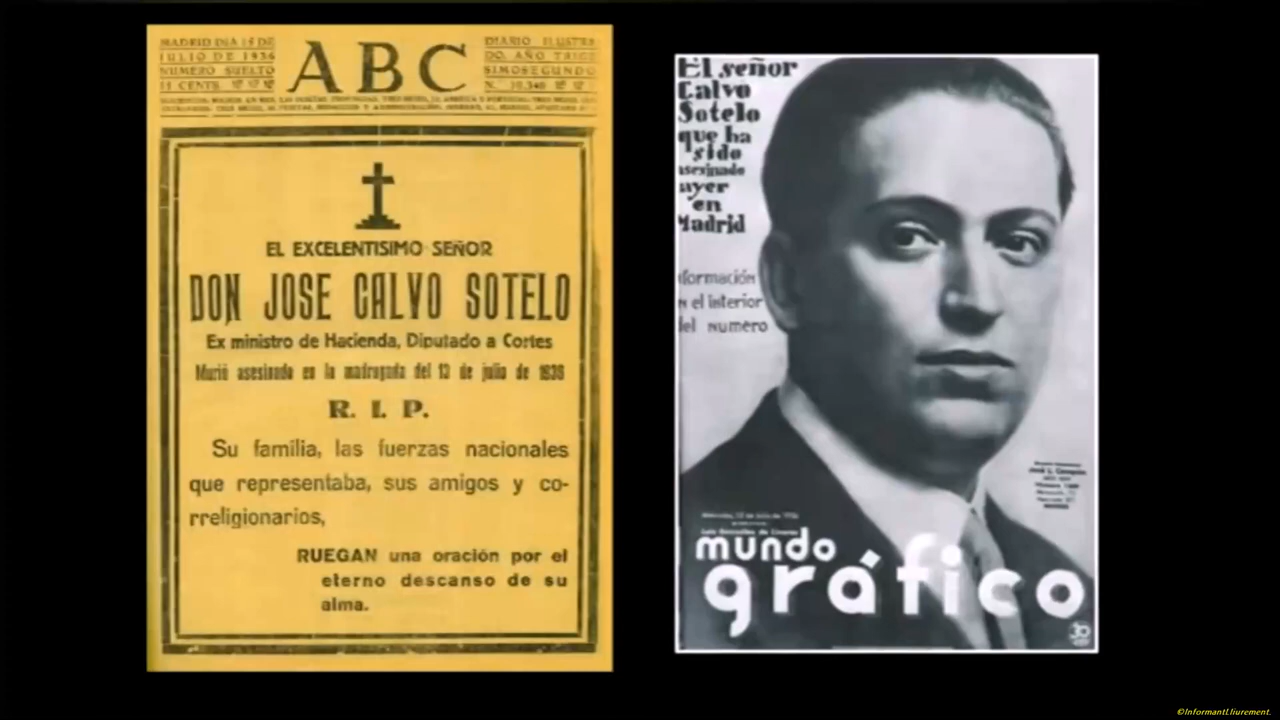 MADRID DIA 15 DE
JULIO DE 1936
NUMERO SUELTO
ABC
DIARIO ILUSTRA-
DO. AÑO TRIGE-
SIMOSEGUNDO
EL EXCELENTISIMO SEÑOR
DON JOSE CALVO SOTELO
Ex ministro de Hacienda, Diputado a Cortes
Murió asesinado en la madrugada del 13 de julio de 1936
R. I. P.
Su familia, las fuerzas nacionales
que representaba, sus amigos y co-
rreligionarios,
RUEGAN una oración por el
eterno descanso de su
alma.
El señor
Calvo
Sotelo
que ha
sido
asesinado
ayer
en
Madrid
formación
n el interior
del numero
mundo
gráfico
30
©InformantLliurement.